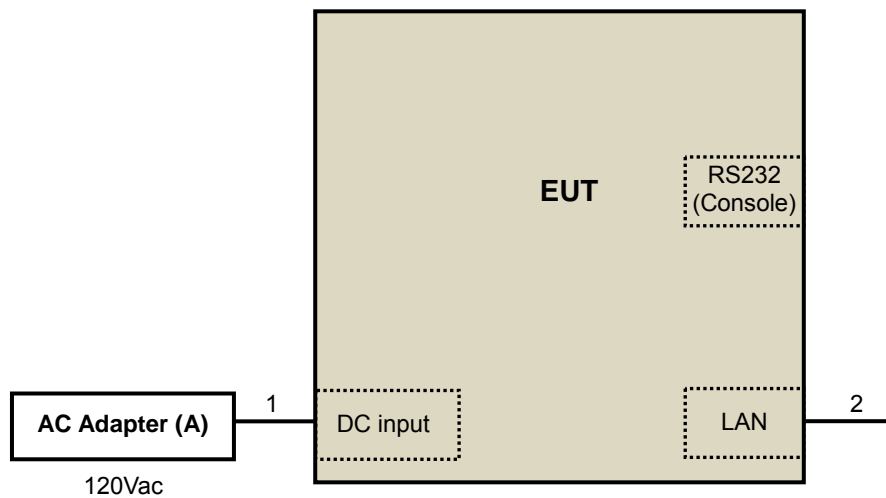 EUT
RS232
(Console)
AC Adapter (A)
1
DC input
LAN
2
120Vac